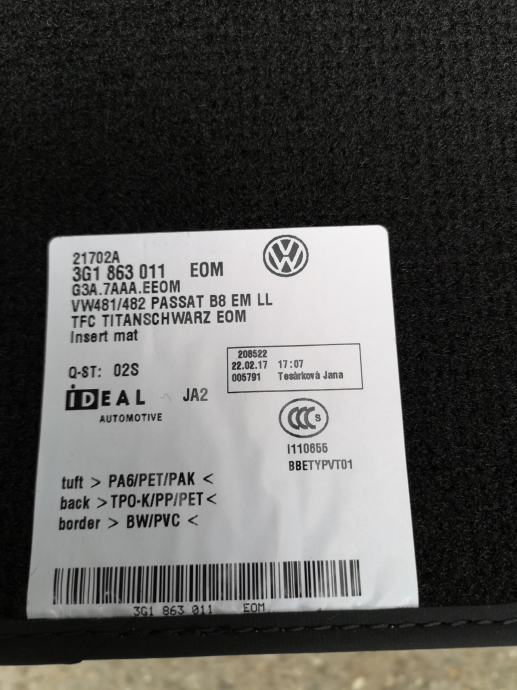 21702A
3G1 863 011 EOM
G3A.7AAA.EEOM
VW481/482 PASSAT B8 EM LL
TFC TITANSCHWARZ EOM
Insert mat
Q-ST: 02S
208522
22.02.17 17:07
005791 Tesárková Jana
iDEAL JA2
AUTOMOTIVE
CCC S
I110655
BBETYPVT01
tuft > PA6/PET/PAK <
back > TPO-K/PP/PET <
border > BW/PVC <
3G1 863 011 EOM